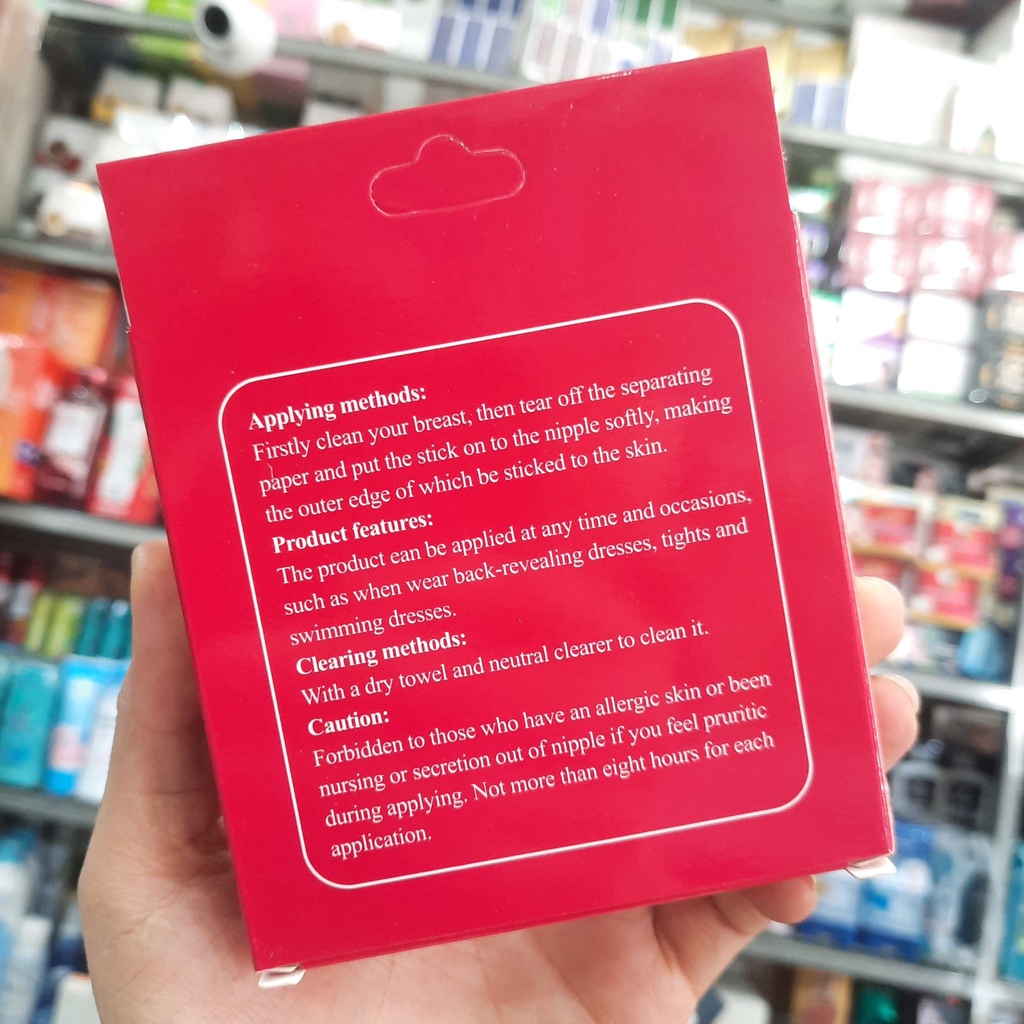 Applying methods:
Firstly clean your breast, then tear off the separating
paper and put the stick on to the nipple softly, making
the outer edge of which be sticked to the skin.
Product features:
The product ean be applied at any time and occasions,
such as when wear back-revealing dresses, tights and
swimming dresses.
Clearing methods:
With a dry towel and neutral clearer to clean it.
Caution:
Forbidden to those who have an allergic skin or been
nursing or secretion out of nipple if you feel pruritic
during applying. Not more than eight hours for each
application.